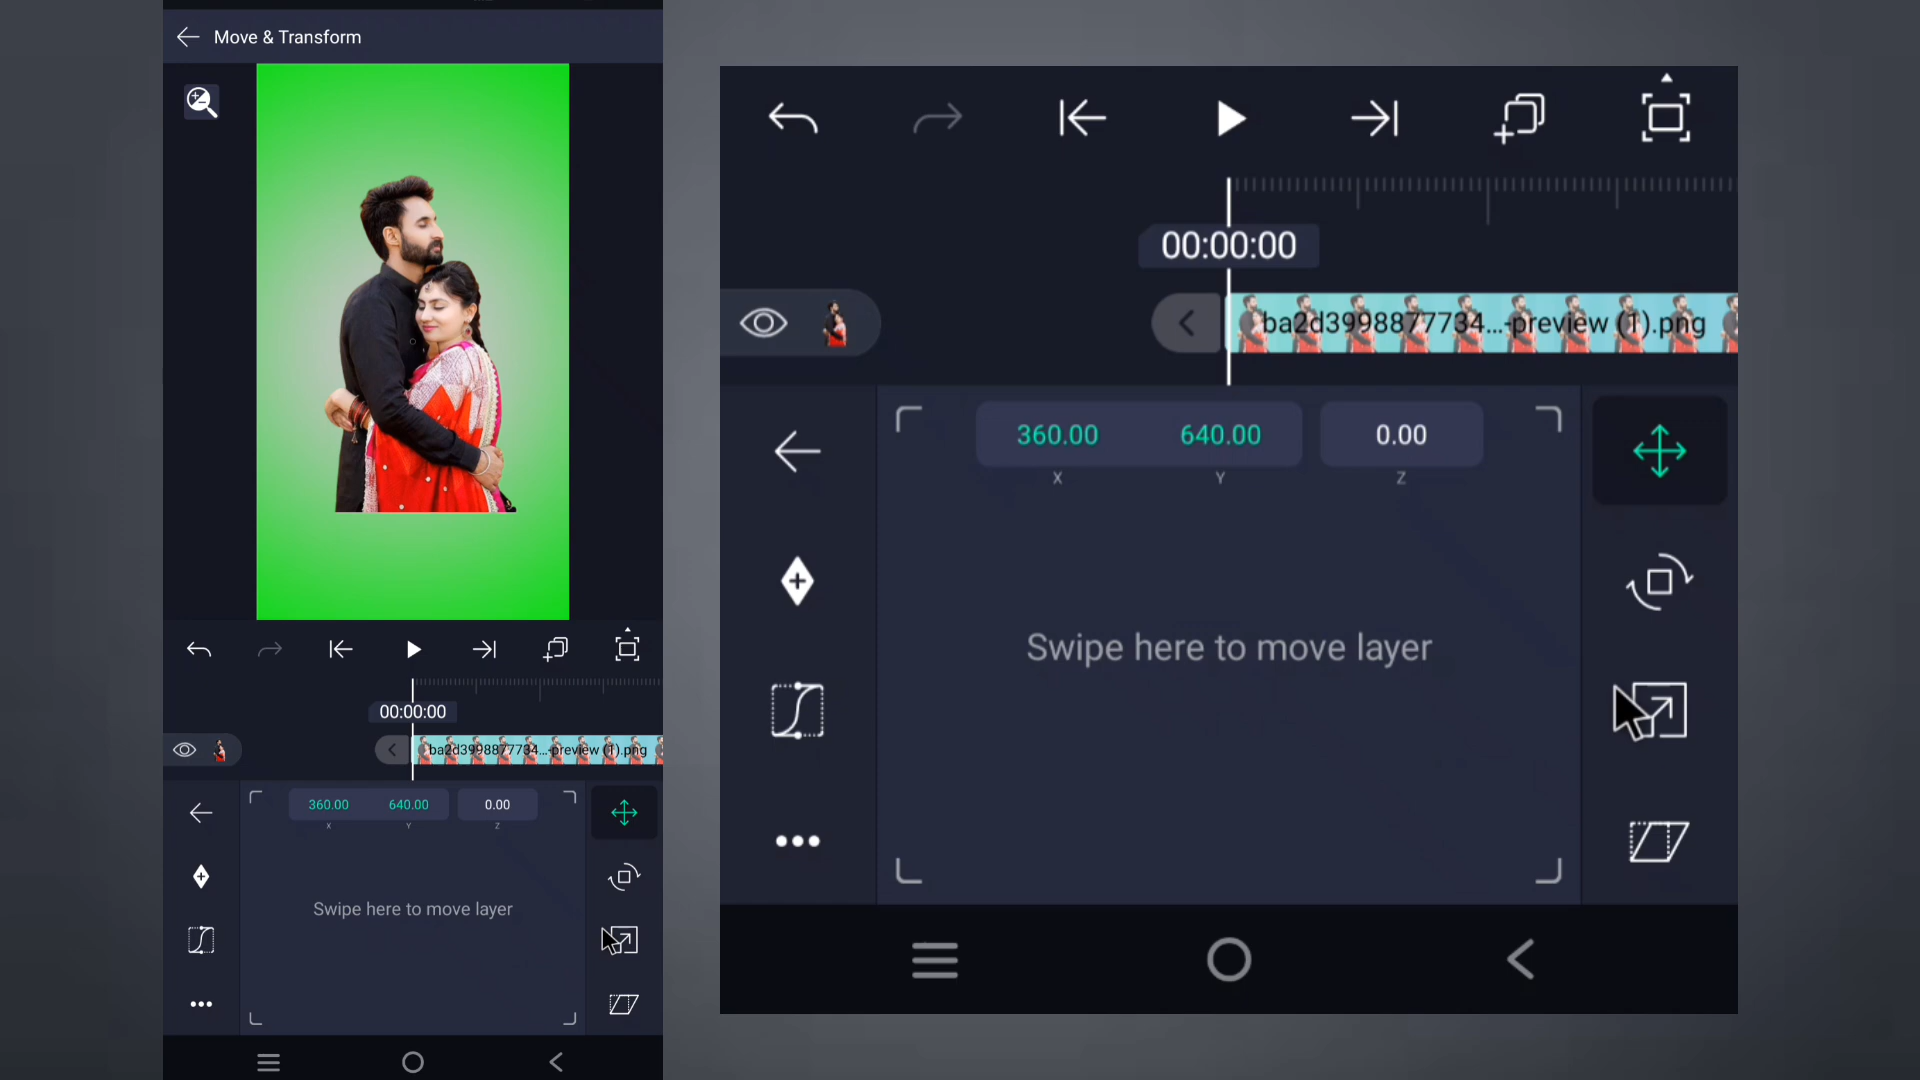 Move & Transform
00:00:00
ba2d3998877734...-preview (1).png
360.00 640.00 0.00
X Y Z
Swipe here to move layer
00:00:00
ba2d3998877734...-preview (1).png
360.00 640.00 0.00
X Y Z
Swipe here to move layer